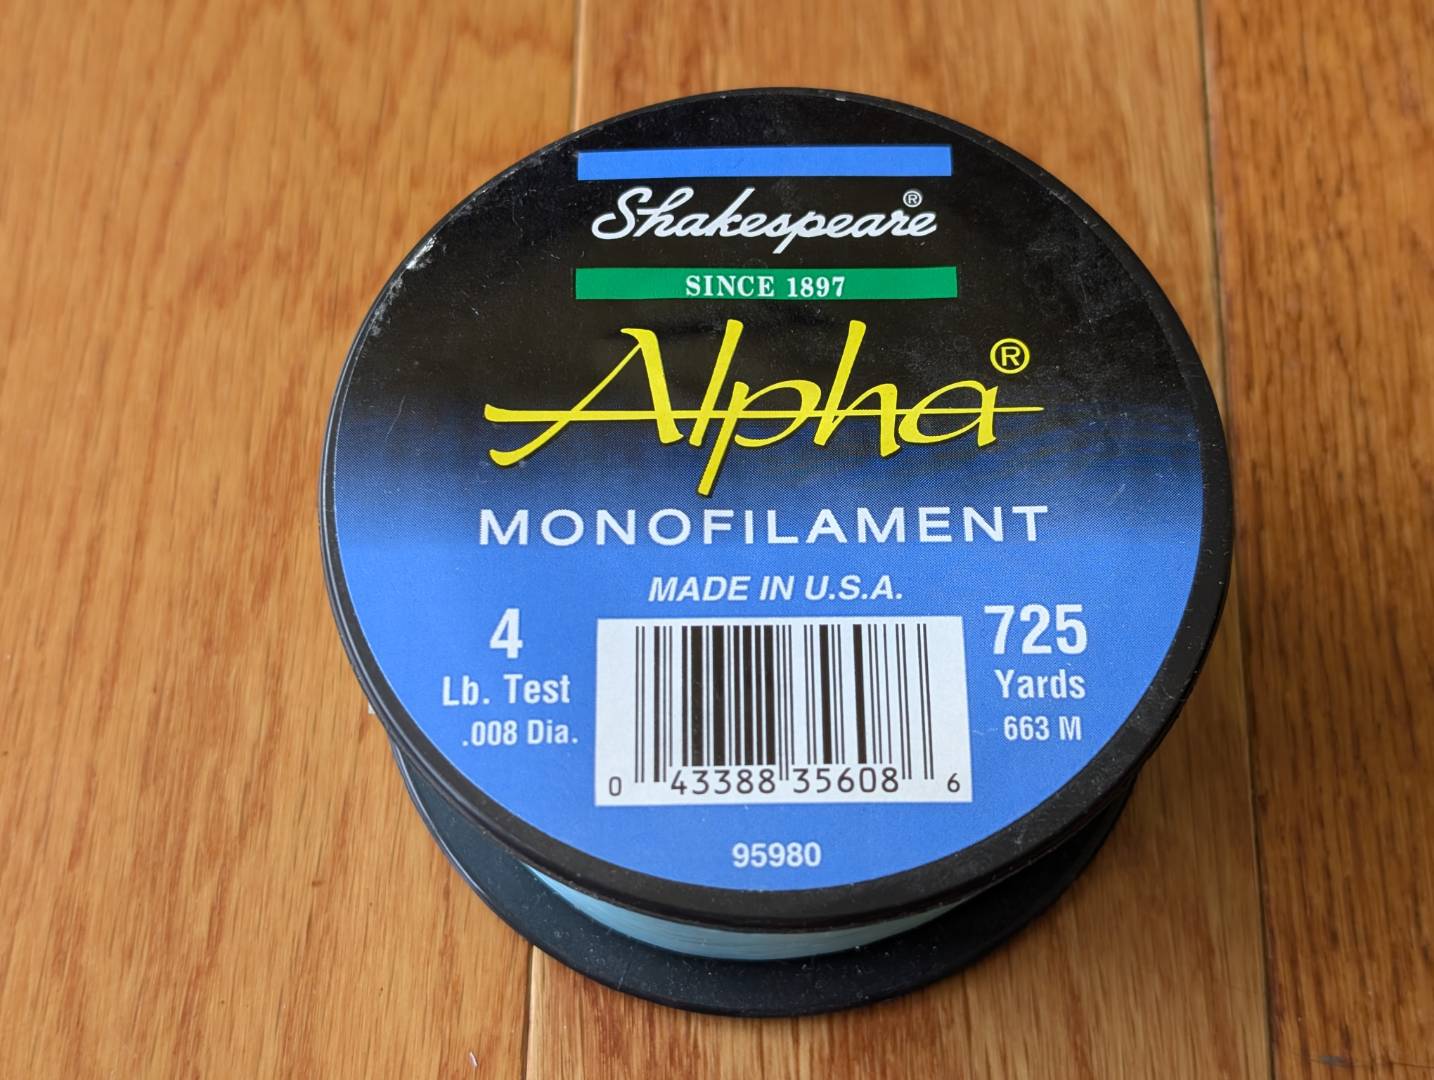 Shakespeare®
SINCE 1897
Alpha®
MONOFILAMENT
MADE IN U.S.A.
4
Lb. Test
.008 Dia.
725
Yards
663 M
0 43388 35608 6
95980